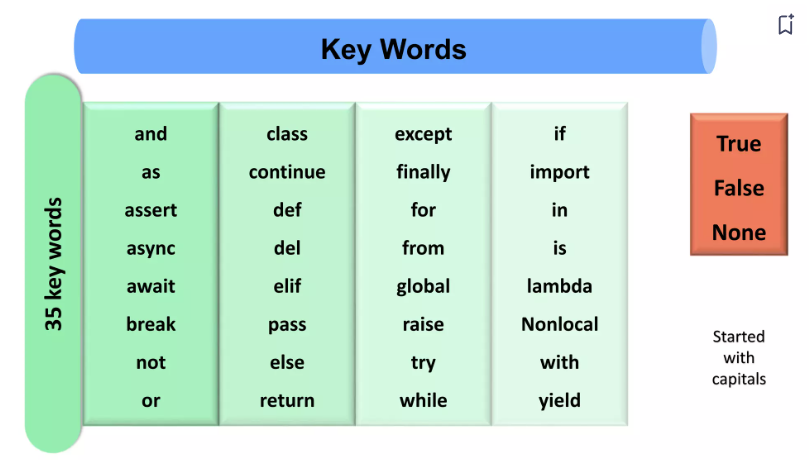 Key Words
35 key words
and class except if
as continue finally import
assert def for in
async del from is
await elif global lambda
break pass raise Nonlocal
not else try with
or return while yield
True
False
None
Started
with
capitals